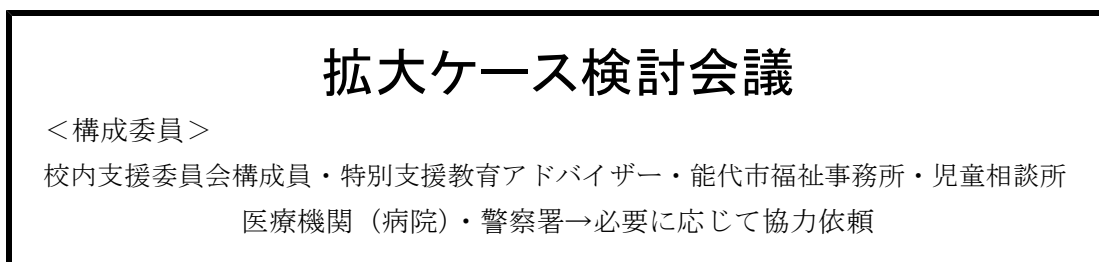 拡大ケース検討会議
＜構成委員＞
校内支援委員会構成員・特別支援教育アドバイザー・能代市福祉事務所・児童相談所
医療機関（病院）・警察署→必要に応じて協力依頼